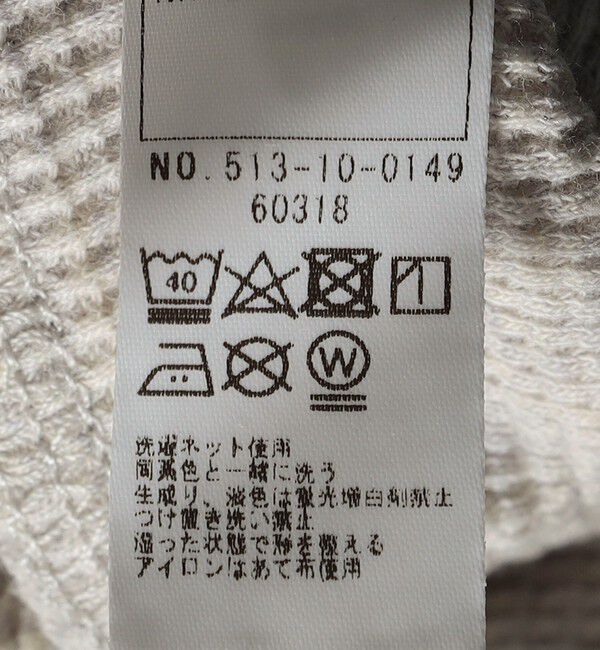 NO. 513-10-0149
60318
40
W
洗濯ネット使用
同系色と一緒に洗う
生成り、淡色は蛍光増白剤禁止
つけ置き洗い禁止
湿った状態で形を整える
アイロンはあて布使用